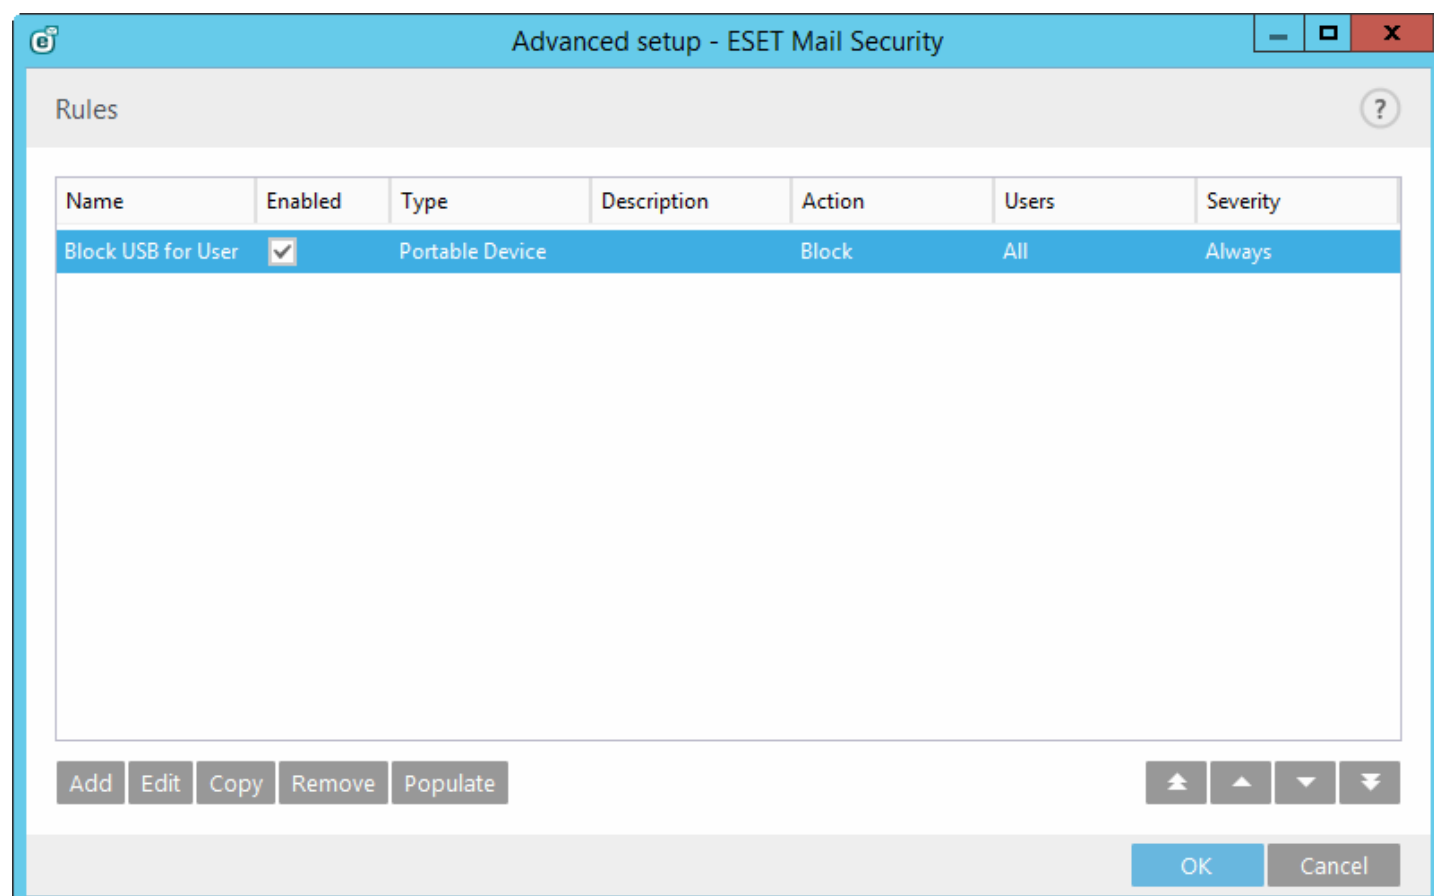 Advanced setup - ESET Mail Security
Rules
?
Name Enabled Type Description Action Users Severity
Block USB for User Portable Device Block All Always
Add Edit Copy Remove Populate
OK Cancel